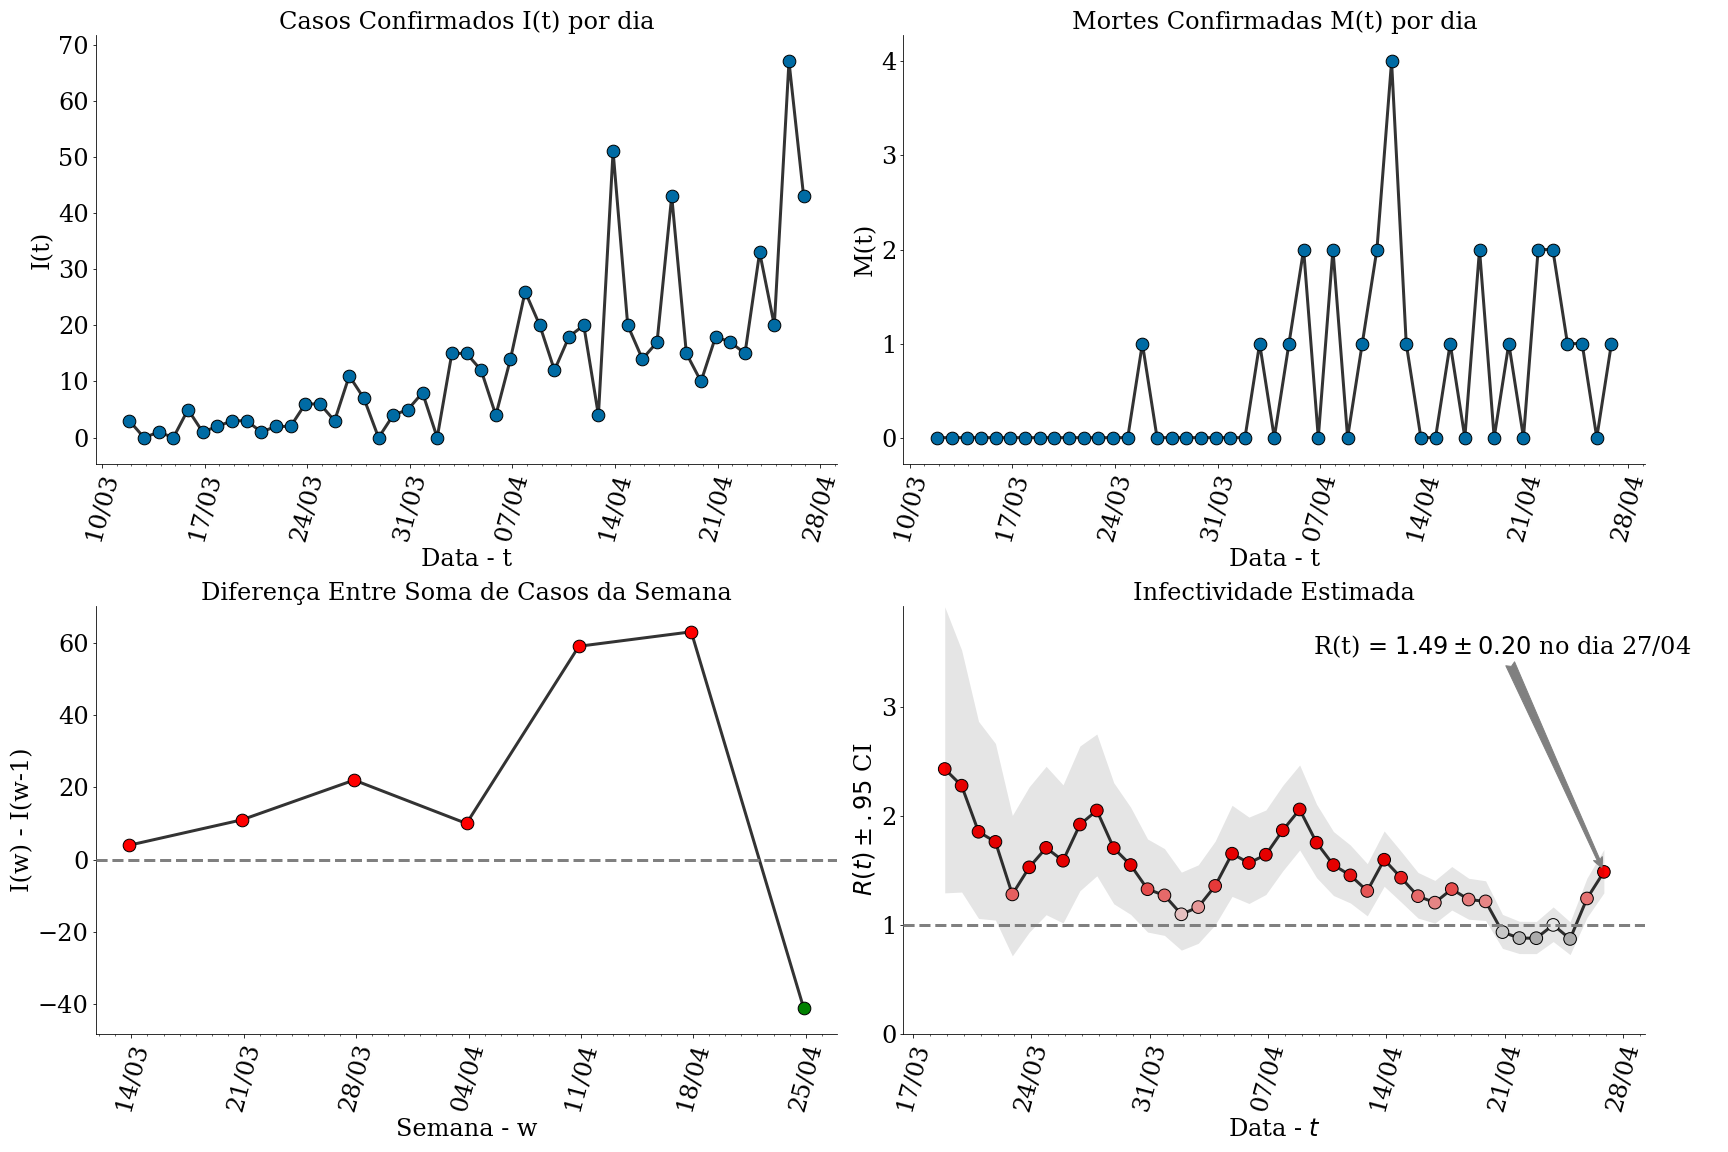 Casos Confirmados I(t) por dia
I(t)
70
60
50
40
30
20
10
0
10/03 17/03 24/03 31/03 07/04 14/04 21/04 28/04
Data - t
Mortes Confirmadas M(t) por dia
M(t)
4
3
2
1
0
10/03 17/03 24/03 31/03 07/04 14/04 21/04 28/04
Data - t
Diferença Entre Soma de Casos da Semana
I(w) - I(w-1)
60
40
20
0
−20
−40
14/03 21/03 28/03 04/04 11/04 18/04 25/04
Semana - w
Infectividade Estimada
R(t) = 1.49 ± 0.20 no dia 27/04
R(t) ± .95 CI
3
2
1
0
17/03 24/03 31/03 07/04 14/04 21/04 28/04
Data - t